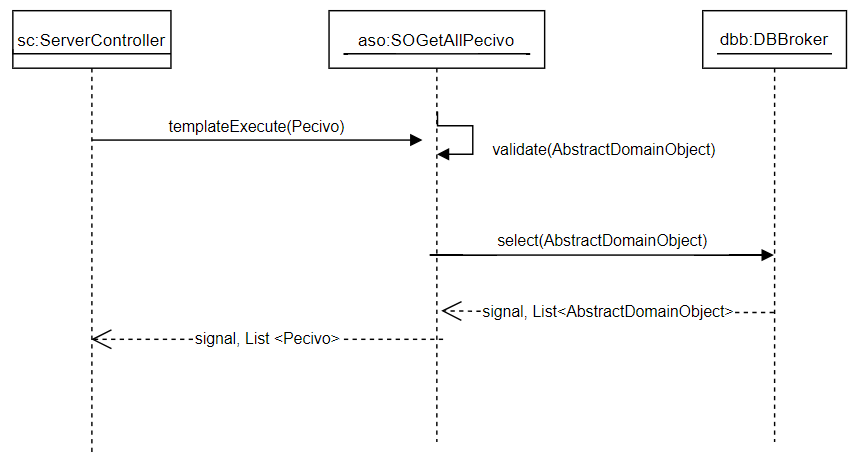 sc:ServerController
aso:SOGetAllPecivo
dbb:DBBroker
templateExecute(Pecivo)
validate(AbstractDomainObject)
select(AbstractDomainObject)
signal, List<AbstractDomainObject>
signal, List <Pecivo>